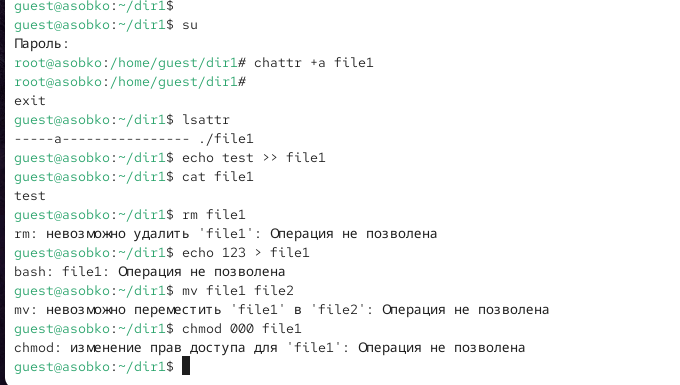 guest@asobko:~/dir1$
guest@asobko:~/dir1$ su
Пароль:
root@asobko:/home/guest/dir1# chattr +a file1
root@asobko:/home/guest/dir1#
exit
guest@asobko:~/dir1$ lsattr
-----a---------------- ./file1
guest@asobko:~/dir1$ echo test >> file1
guest@asobko:~/dir1$ cat file1
test
guest@asobko:~/dir1$ rm file1
rm: невозможно удалить 'file1': Операция не позволена
guest@asobko:~/dir1$ echo 123 > file1
bash: file1: Операция не позволена
guest@asobko:~/dir1$ mv file1 file2
mv: невозможно переместить 'file1' в 'file2': Операция не позволена
guest@asobko:~/dir1$ chmod 000 file1
chmod: изменение прав доступа для 'file1': Операция не позволена
guest@asobko:~/dir1$